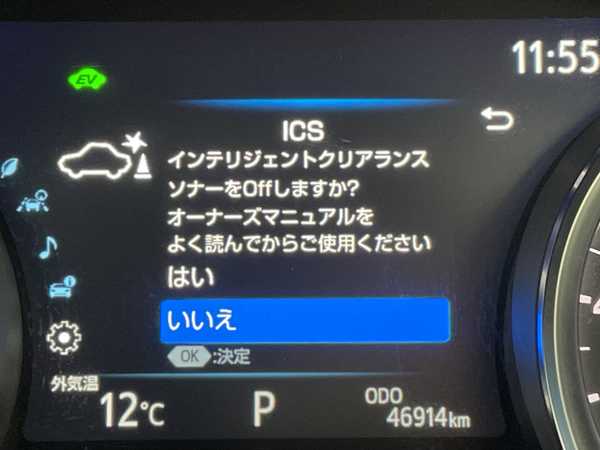 EV
11:55
ICS
インテリジェントクリアランス
ソナーをOffしますか?
オーナーズマニュアルを
よく読んでからご使用ください
はい
いいえ
OK:決定
外気温
12℃
P
ODO
46914km